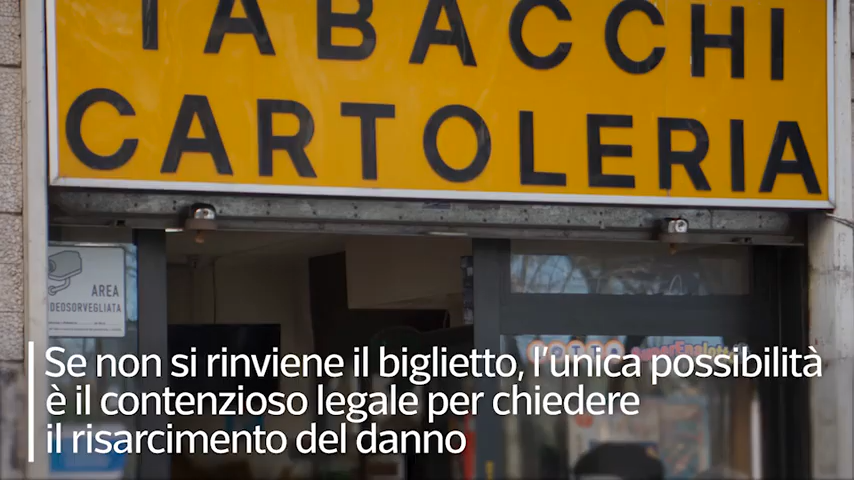 TABACCHI
CARTOLERIA
AREA
DEOSORVEGLIATA
Se non si rinviene il biglietto, l'unica possibilità
è il contenzioso legale per chiedere
il risarcimento del danno